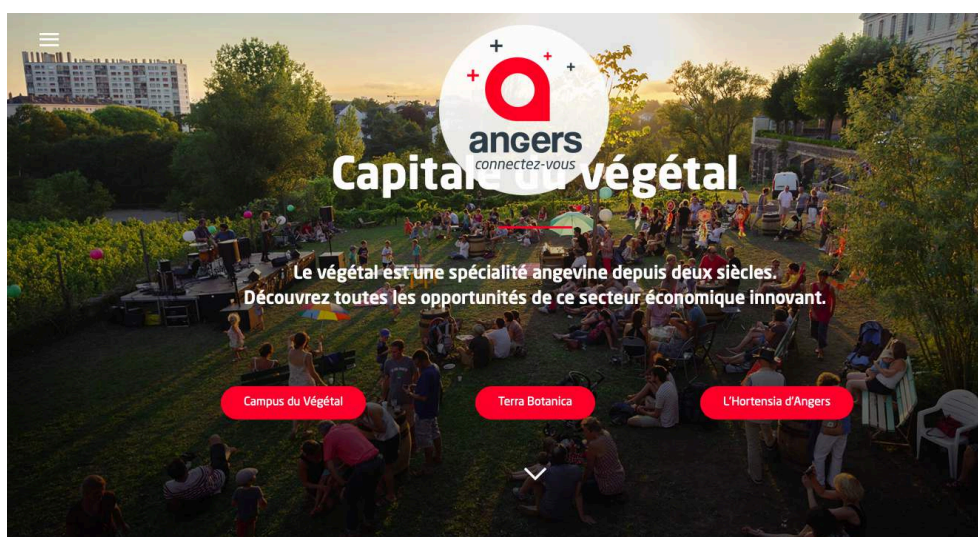 angers
connectez-vous
Capitale du végétal
Le végétal est une spécialité angevine depuis deux siècles.
Découvrez toutes les opportunités de ce secteur économique innovant.
Campus du Végétal
Terra Botanica
L'Hortensia d'Angers